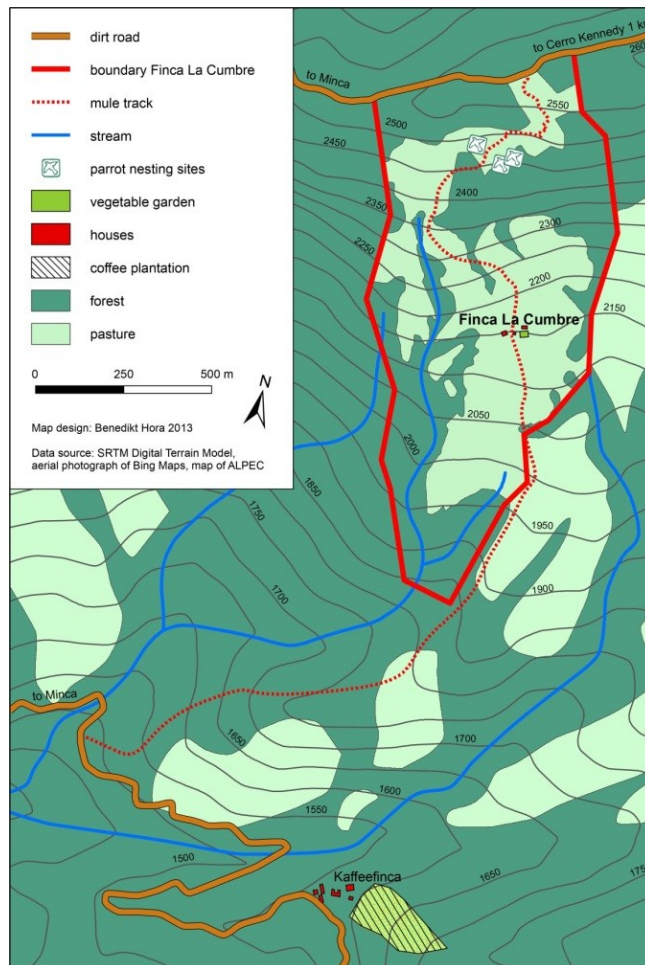 dirt road
boundary Finca La Cumbre
mule track
stream
parrot nesting sites
vegetable garden
houses
coffee plantation
forest
pasture
0 250 500 m
N
Map design: Benedikt Hora 2013
Data source: SRTM Digital Terrain Model,
aerial photograph of Bing Maps, map of ALPEC
to Cerro Kennedy 1 km
to Minca
2600
2550
2500
2450
2400
2350
2300
2250
2200
2150
Finca La Cumbre
2050
2000
1950
1900
1850
1750
1700
to Minca
1650
1700
1600
1550
1500
Kaffeefinca
1650
1750